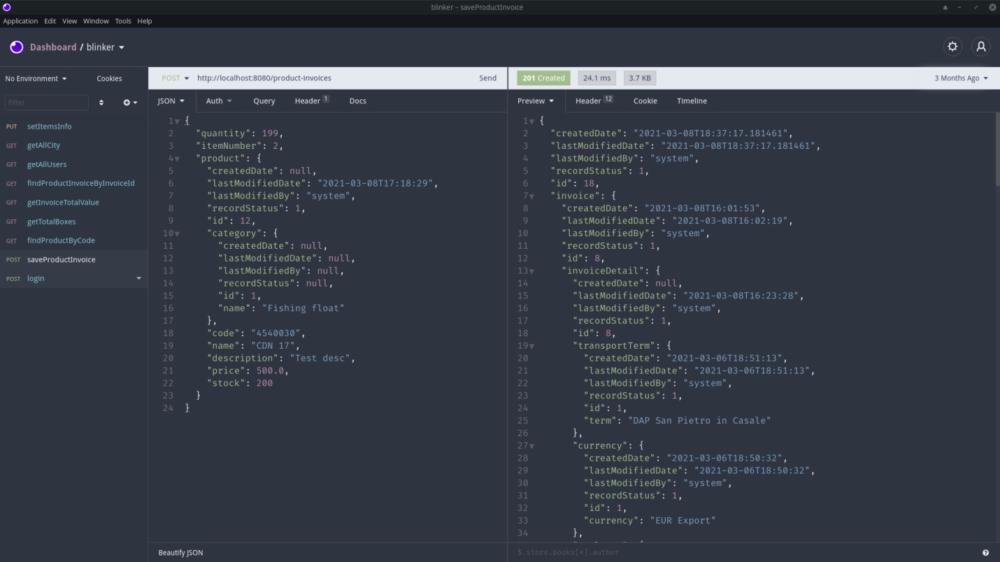 blinker – saveProductInvoice
Application Edit View Window Tools Help
Dashboard / blinker
No Environment Cookies
POST http://localhost:8080/product-invoices Send
201 Created 24.1 ms 3.7 KB 3 Months Ago
Filter
JSON Auth Query Header 1 Docs
Preview Header 12 Cookie Timeline
PUT setItemsInfo
GET getAllCity
GET getAllUsers
GET findProductInvoiceByInvoiceId
GET getInvoiceTotalValue
GET getTotalBoxes
GET findProductByCode
POST saveProductInvoice
POST login
1 {
2 "quantity": 199,
3 "itemNumber": 2,
4 "product": {
5 "createdDate": null,
6 "lastModifiedDate": "2021-03-08T17:18:29",
7 "lastModifiedBy": "system",
8 "recordStatus": 1,
9 "id": 12,
10 "category": {
11 "createdDate": null,
12 "lastModifiedDate": null,
13 "lastModifiedBy": null,
14 "recordStatus": null,
15 "id": 1,
16 "name": "Fishing float"
17 },
18 "code": "4540030",
19 "name": "CDN 17",
20 "description": "Test desc",
21 "price": 500.0,
22 "stock": 200
23 }
24 }
Beautify JSON
1 {
2 "createdDate": "2021-03-08T18:37:17.181461",
3 "lastModifiedDate": "2021-03-08T18:37:17.181461",
4 "lastModifiedBy": "system",
5 "recordStatus": 1,
6 "id": 18,
7 "invoice": {
8 "createdDate": "2021-03-08T16:01:53",
9 "lastModifiedDate": "2021-03-08T16:02:19",
10 "lastModifiedBy": "system",
11 "recordStatus": 1,
12 "id": 8,
13 "invoiceDetail": {
14 "createdDate": null,
15 "lastModifiedDate": "2021-03-08T16:23:28",
16 "lastModifiedBy": "system",
17 "recordStatus": 1,
18 "id": 8,
19 "transportTerm": {
20 "createdDate": "2021-03-06T18:51:13",
21 "lastModifiedDate": "2021-03-06T18:51:13",
22 "lastModifiedBy": "system",
23 "recordStatus": 1,
24 "id": 1,
25 "term": "DAP San Pietro in Casale"
26 },
27 "currency": {
28 "createdDate": "2021-03-06T18:50:32",
29 "lastModifiedDate": "2021-03-06T18:50:32",
30 "lastModifiedBy": "system",
31 "recordStatus": 1,
32 "id": 1,
33 "currency": "EUR Export"
34 },
$.store.books[*].author